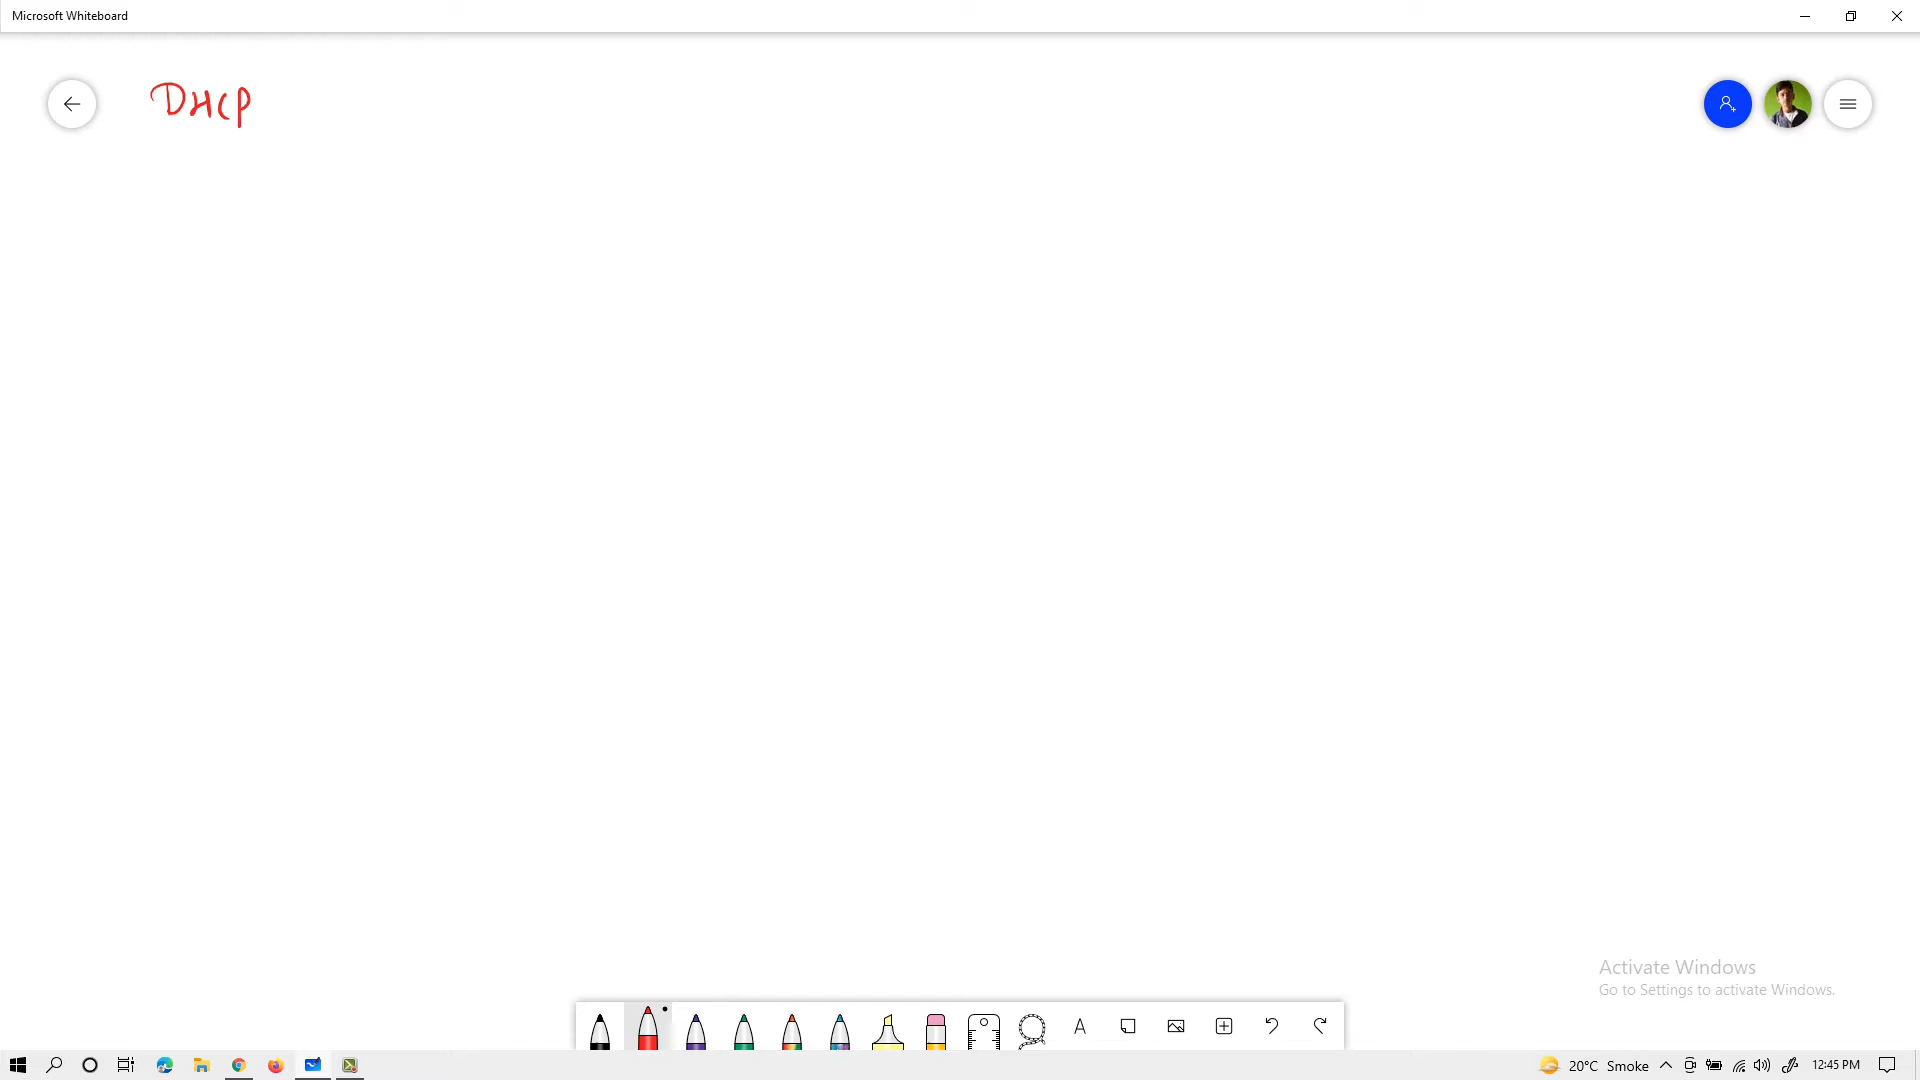 Microsoft Whiteboard
DHCP
Activate Windows
Go to Settings to activate Windows.
A
20°C Smoke 12:45 PM